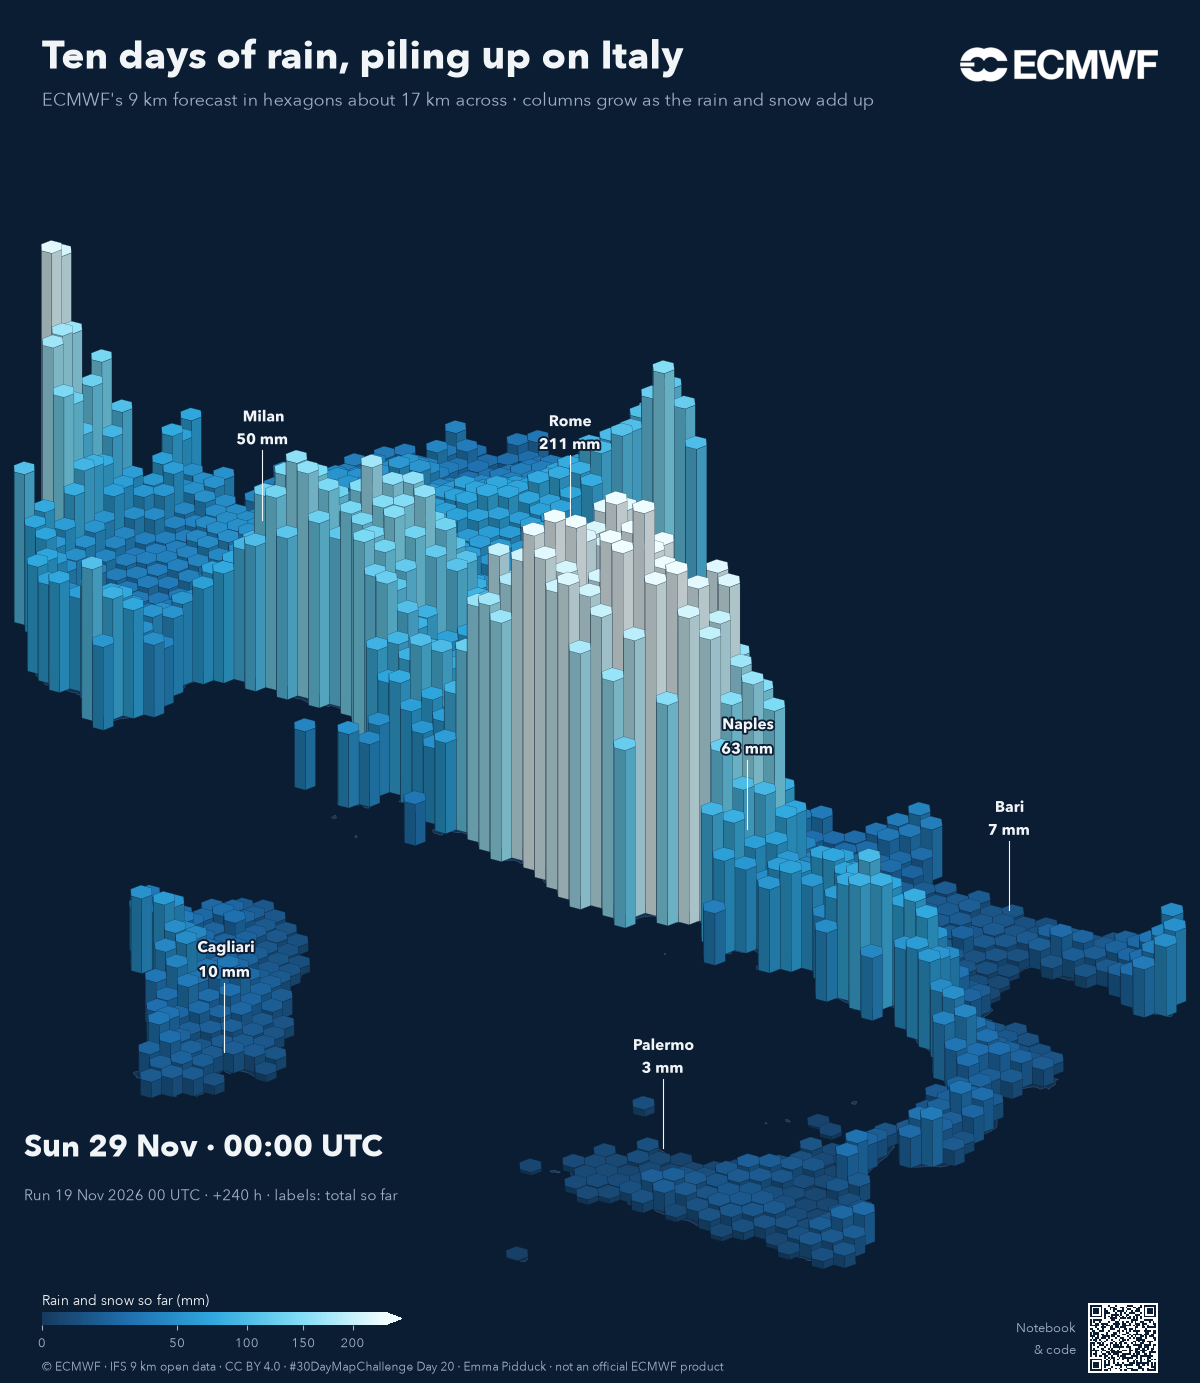 Ten days of rain, piling up on Italy
ECMWF
ECMWF's 9 km forecast in hexagons about 17 km across · columns grow as the rain and snow add up
Milan
50 mm
Rome
211 mm
Naples
63 mm
Bari
7 mm
Cagliari
10 mm
Palermo
3 mm
Sun 29 Nov · 00:00 UTC
Run 19 Nov 2026 00 UTC · +240 h · labels: total so far
Rain and snow so far (mm)
0 50 100 150 200
Notebook
& code
© ECMWF · IFS 9 km open data · CC BY 4.0 · #30DayMapChallenge Day 20 · Emma Pidduck · not an official ECMWF product